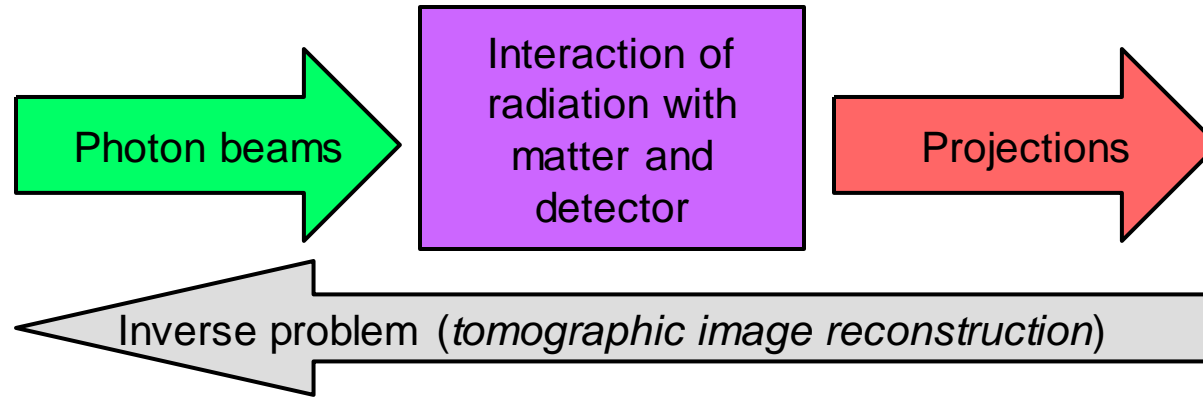 Photon beams
Interaction of
radiation with
matter and
detector
Projections
Inverse problem (tomographic image reconstruction)